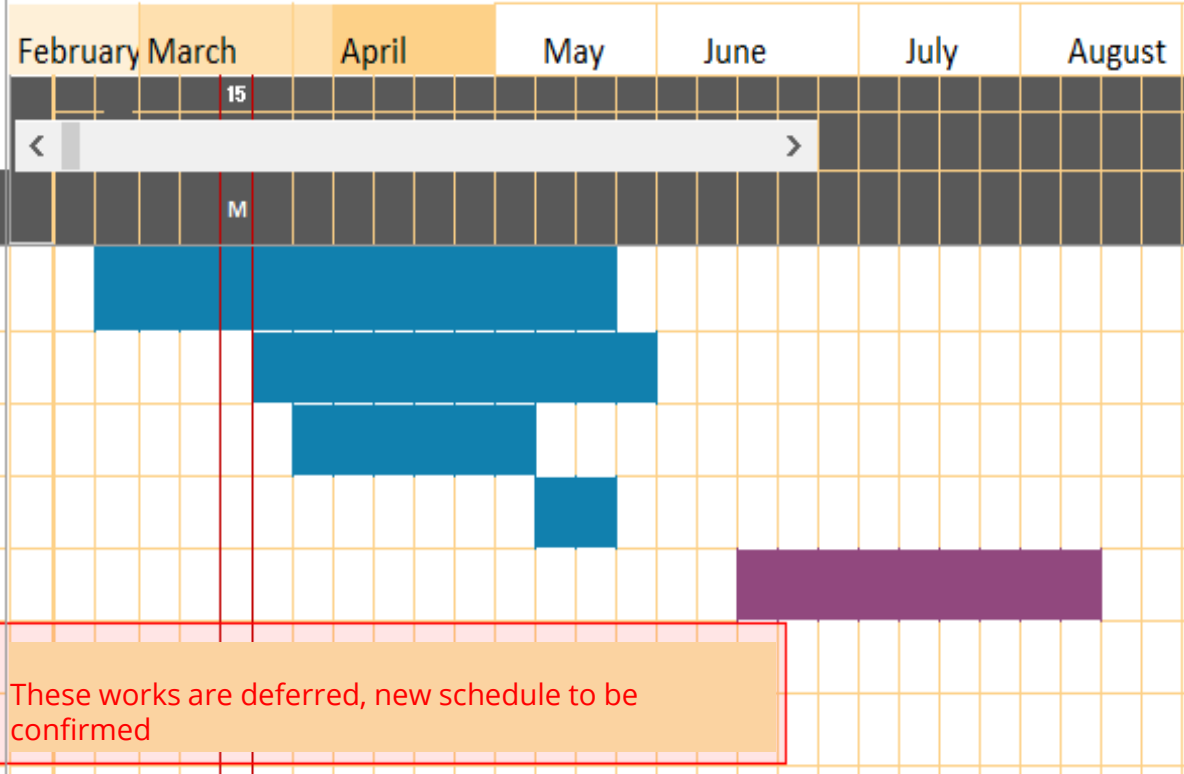 February March April May June July August
15
M
These works are deferred, new schedule to be
confirmed